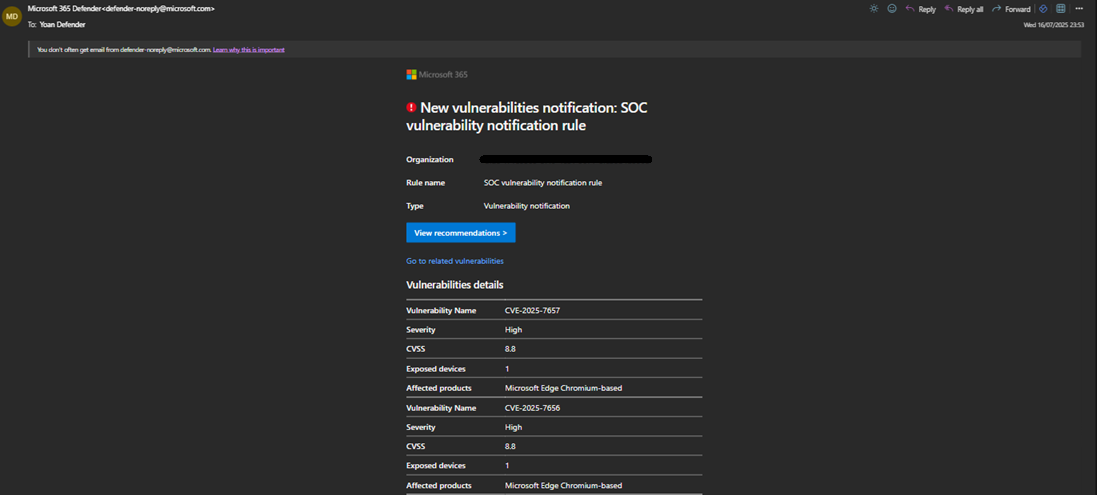 MD
Microsoft 365 Defender<defender-noreply@microsoft.com>
To: Yoan Defender
Reply
Reply all
Forward
Wed 16/07/2025 23:53
You don't often get email from defender-noreply@microsoft.com. Learn why this is important
Microsoft 365
New vulnerabilities notification: SOC
vulnerability notification rule
Organization
Rule name SOC vulnerability notification rule
Type Vulnerability notification
View recommendations >
Go to related vulnerabilities
Vulnerabilities details
Vulnerability Name CVE-2025-7657
Severity High
CVSS 8.8
Exposed devices 1
Affected products Microsoft Edge Chromium-based
Vulnerability Name CVE-2025-7656
Severity High
CVSS 8.8
Exposed devices 1
Affected products Microsoft Edge Chromium-based